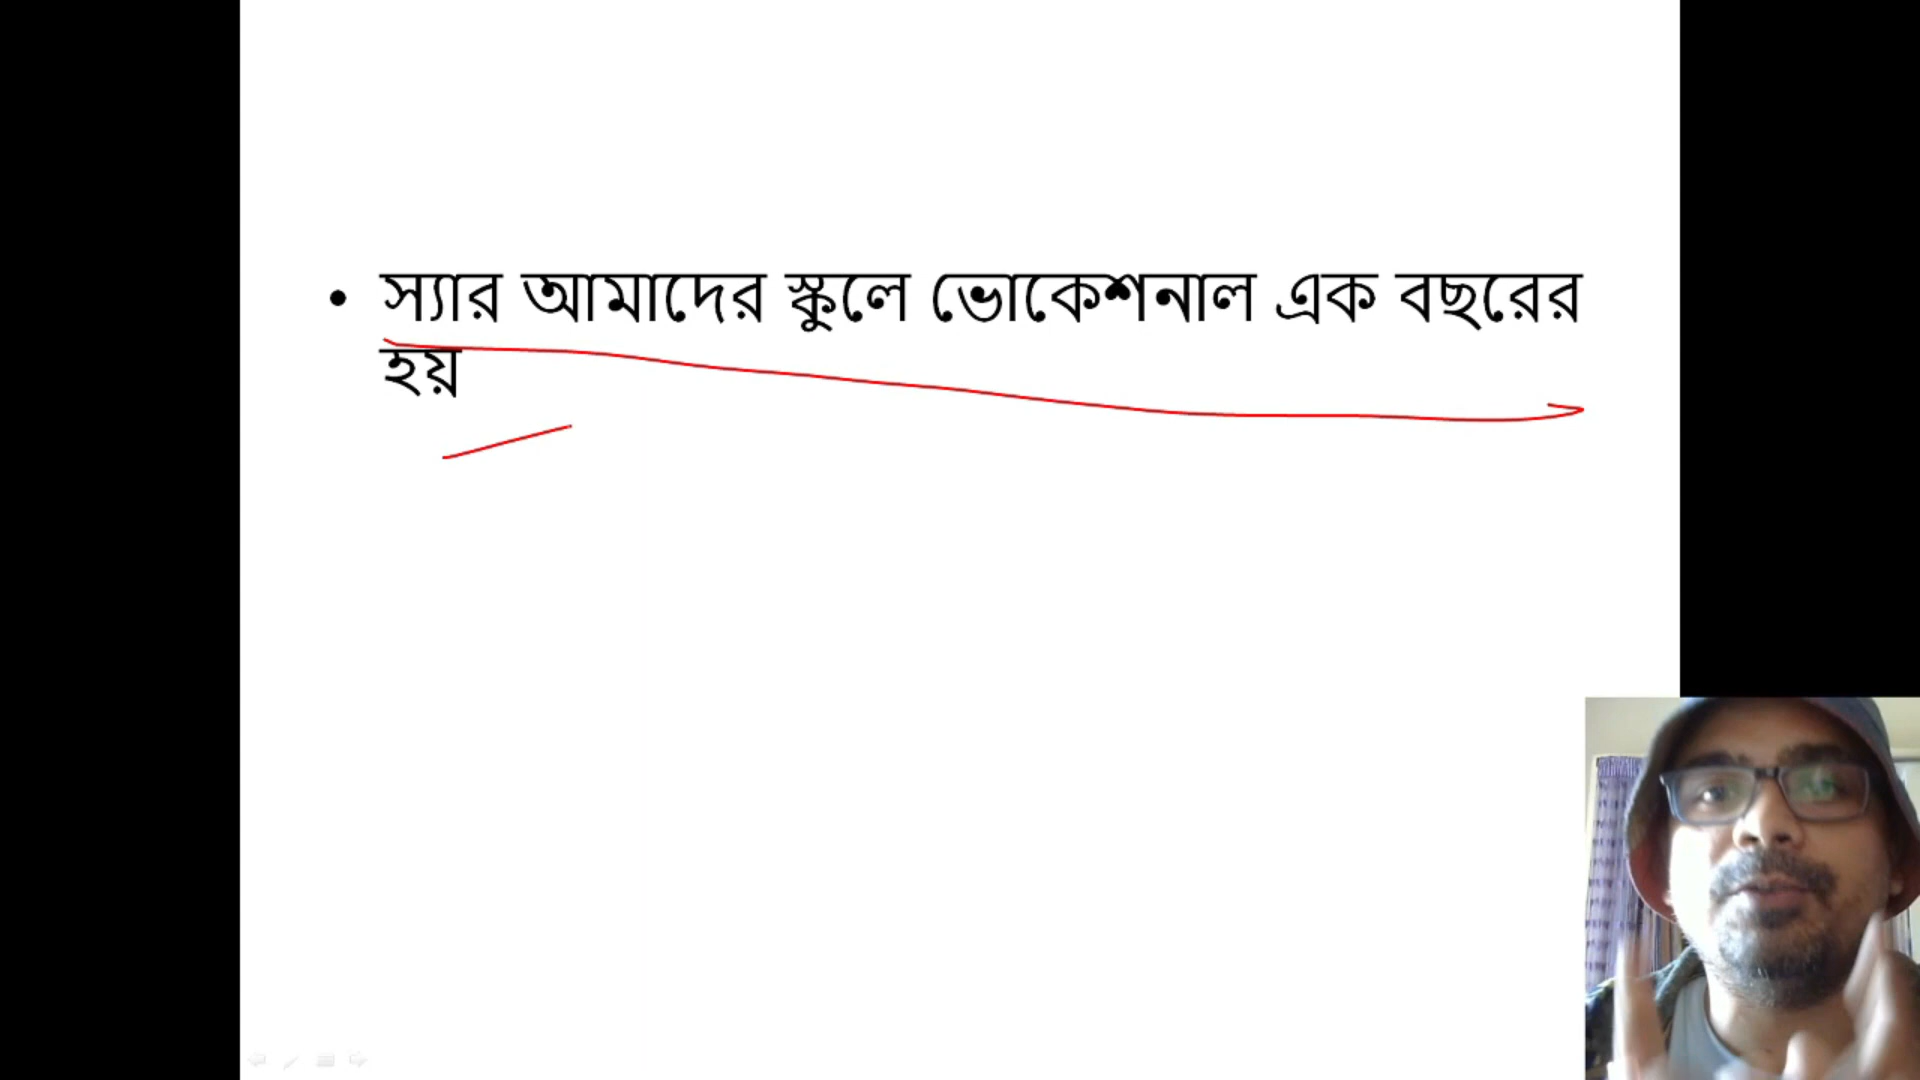 • স্যার আমাদের স্কুলে ভোকেশনাল এক বছরের
হয়